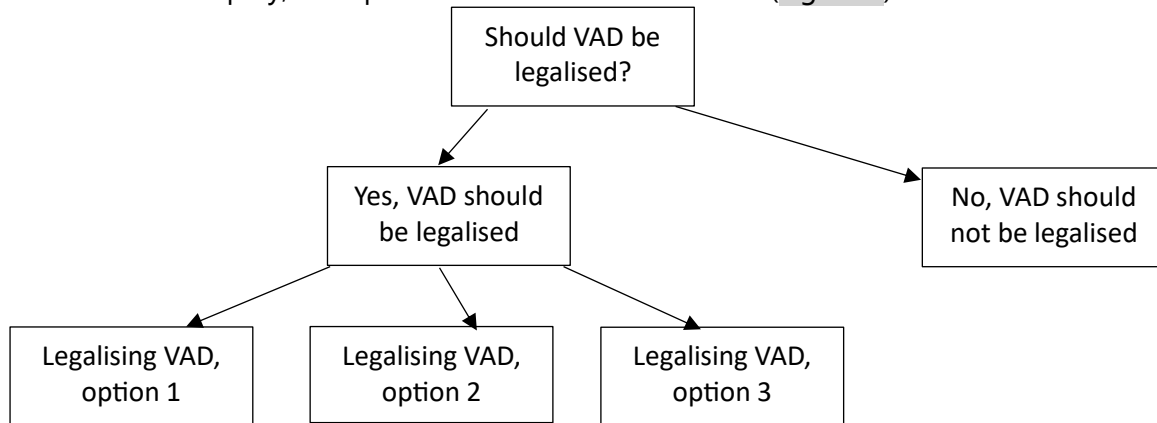 Should VAD be
legalised?
Yes, VAD should
be legalised
No, VAD should
not be legalised
Legalising VAD,
option 1
Legalising VAD,
option 2
Legalising VAD,
option 3